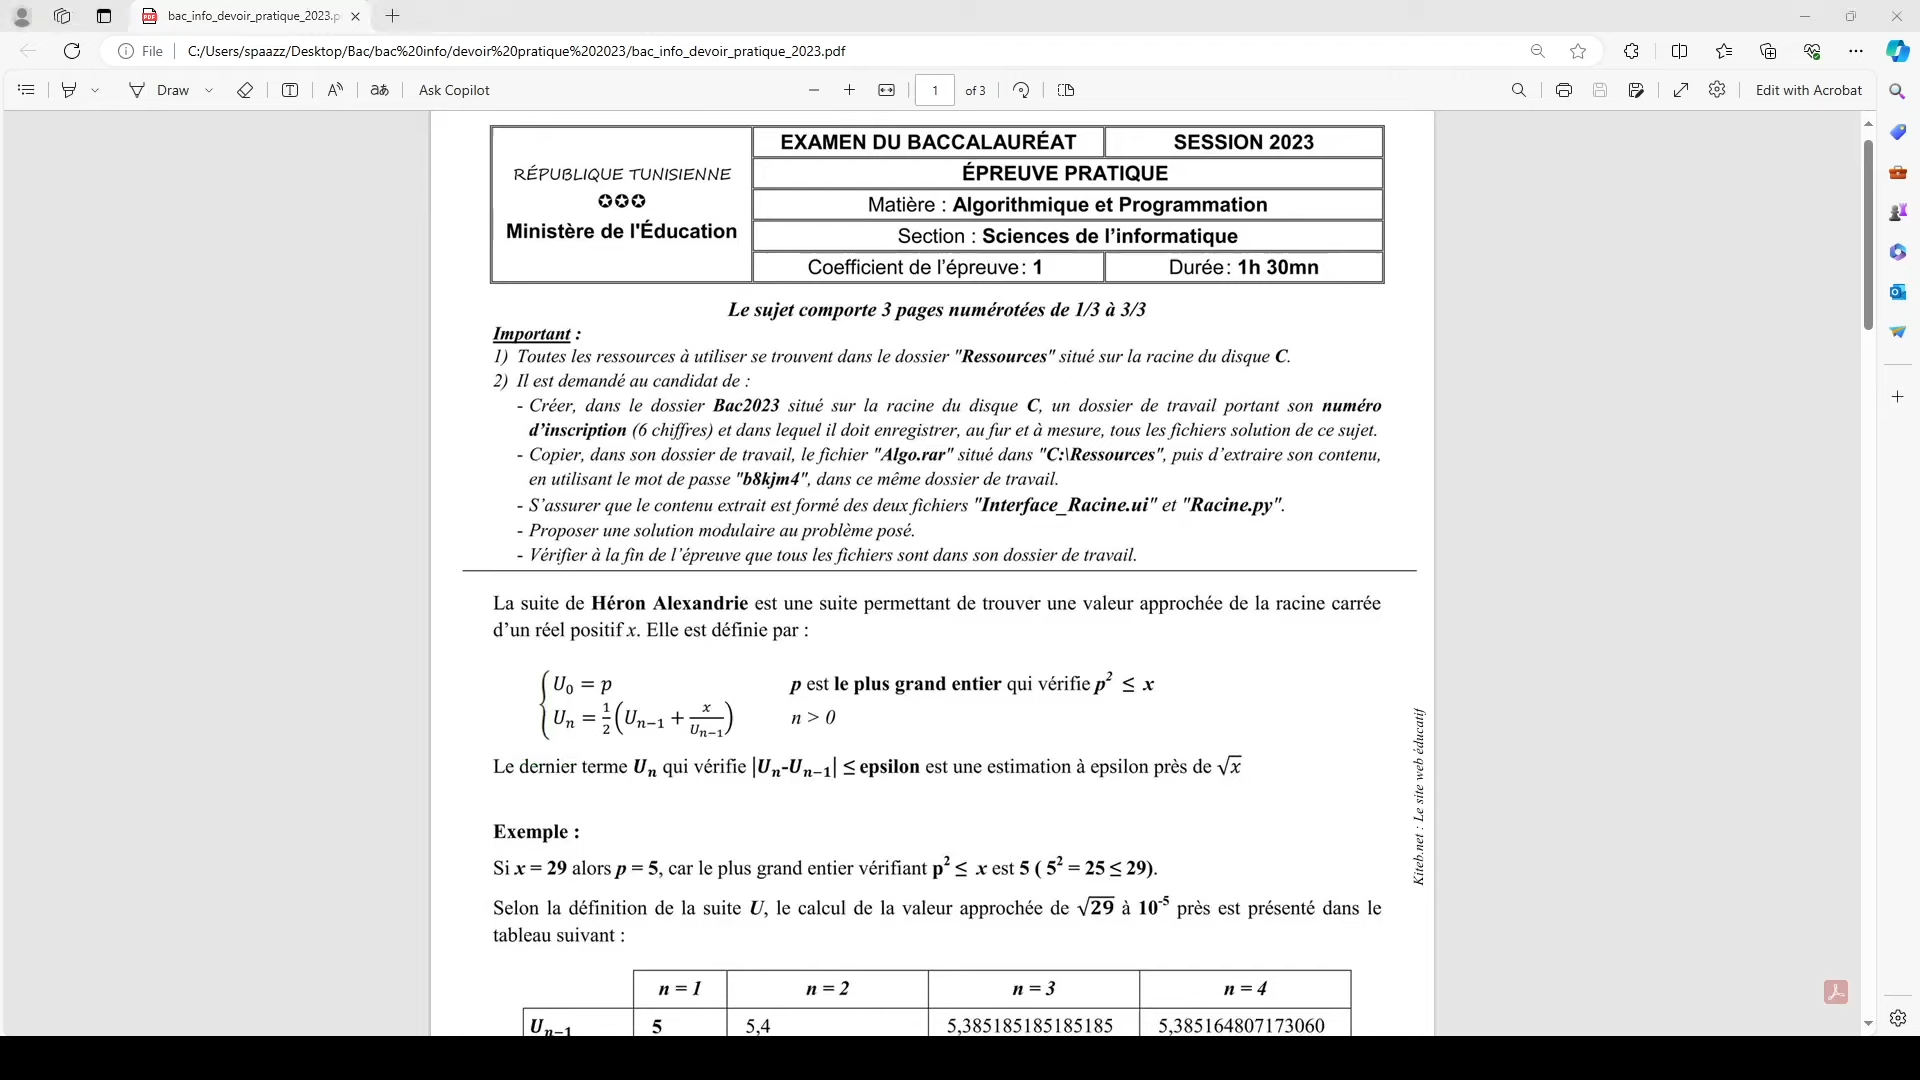 bac_info_devoir_pratique_2023.p
File
C:/Users/spaazz/Desktop/Bac/bac%20info/devoir%20pratique%202023/bac_info_devoir_pratique_2023.pdf
Draw
Ask Copilot
1 of 3
Edit with Acrobat
RÉPUBLIQUE TUNISIENNE
✪✪✪
Ministère de l'Éducation
EXAMEN DU BACCALAURÉAT
SESSION 2023
ÉPREUVE PRATIQUE
Matière : Algorithmique et Programmation
Section : Sciences de l’informatique
Coefficient de l’épreuve: 1
Durée: 1h 30mn
Le sujet comporte 3 pages numérotées de 1/3 à 3/3
Important :
1) Toutes les ressources à utiliser se trouvent dans le dossier "Ressources" situé sur la racine du disque C.
2) Il est demandé au candidat de :
- Créer, dans le dossier Bac2023 situé sur la racine du disque C, un dossier de travail portant son numéro
d’inscription (6 chiffres) et dans lequel il doit enregistrer, au fur et à mesure, tous les fichiers solution de ce sujet.
- Copier, dans son dossier de travail, le fichier "Algo.rar" situé dans "C:\Ressources", puis d’extraire son contenu,
en utilisant le mot de passe "b8kjm4", dans ce même dossier de travail.
- S’assurer que le contenu extrait est formé des deux fichiers "Interface_Racine.ui" et "Racine.py".
- Proposer une solution modulaire au problème posé.
- Vérifier à la fin de l’épreuve que tous les fichiers sont dans son dossier de travail.
La suite de Héron Alexandrie est une suite permettant de trouver une valeur approchée de la racine carrée
d’un réel positif x. Elle est définie par :
U₀ = p p est le plus grand entier qui vérifie p² ≤ x
Uₙ = 1/2 (Uₙ₋₁ + x/Uₙ₋₁) n > 0
Le dernier terme Uₙ qui vérifie |Uₙ-Uₙ₋₁| ≤ epsilon est une estimation à epsilon près de √x
Exemple :
Si x = 29 alors p = 5, car le plus grand entier vérifiant p² ≤ x est 5 ( 5² = 25 ≤ 29).
Selon la définition de la suite U, le calcul de la valeur approchée de √29 à 10⁻⁵ près est présenté dans le
tableau suivant :
n = 1 n = 2 n = 3 n = 4
Uₙ₋₁ 5 5,4 5,385185185185185 5,385164807173060
Kiteb.net : Le site web éducatif